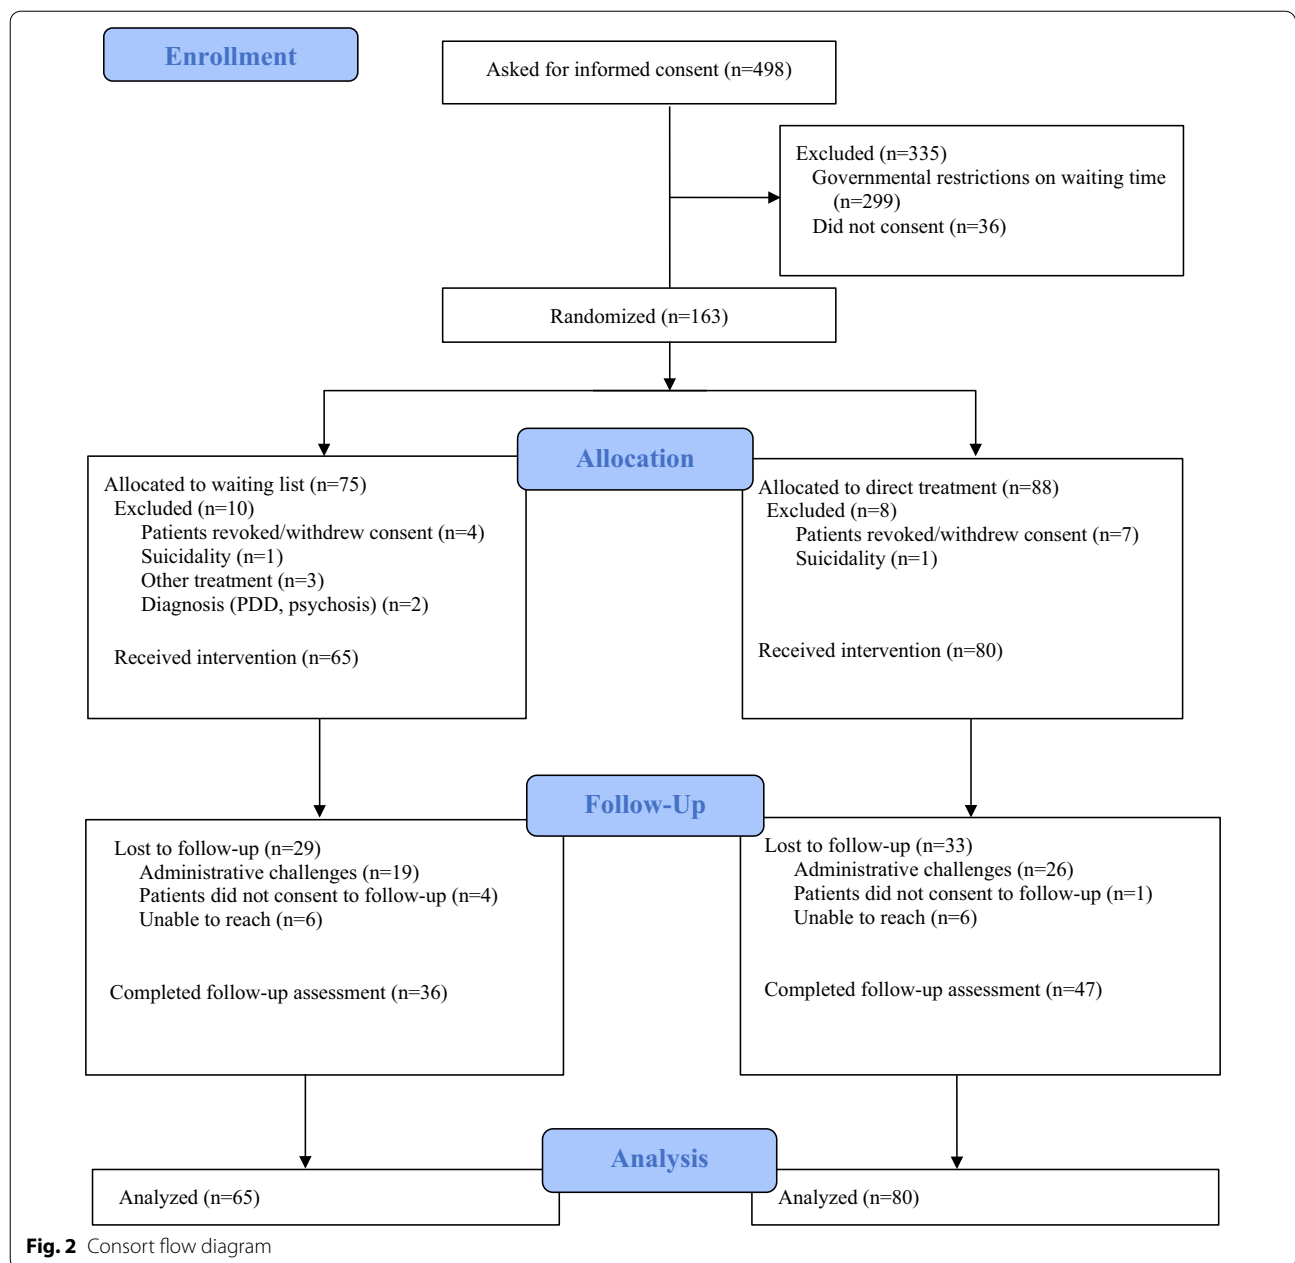 Enrollment
Asked for informed consent (n=498)
Excluded (n=335)
Governmental restrictions on waiting time
(n=299)
Did not consent (n=36)
Randomized (n=163)
Allocation
Allocated to waiting list (n=75)
Excluded (n=10)
Patients revoked/withdrew consent (n=4)
Suicidality (n=1)
Other treatment (n=3)
Diagnosis (PDD, psychosis) (n=2)
Received intervention (n=65)
Allocated to direct treatment (n=88)
Excluded (n=8)
Patients revoked/withdrew consent (n=7)
Suicidality (n=1)
Received intervention (n=80)
Follow-Up
Lost to follow-up (n=29)
Administrative challenges (n=19)
Patients did not consent to follow-up (n=4)
Unable to reach (n=6)
Completed follow-up assessment (n=36)
Lost to follow-up (n=33)
Administrative challenges (n=26)
Patients did not consent to follow-up (n=1)
Unable to reach (n=6)
Completed follow-up assessment (n=47)
Analysis
Analyzed (n=65)
Analyzed (n=80)
Fig. 2 Consort flow diagram